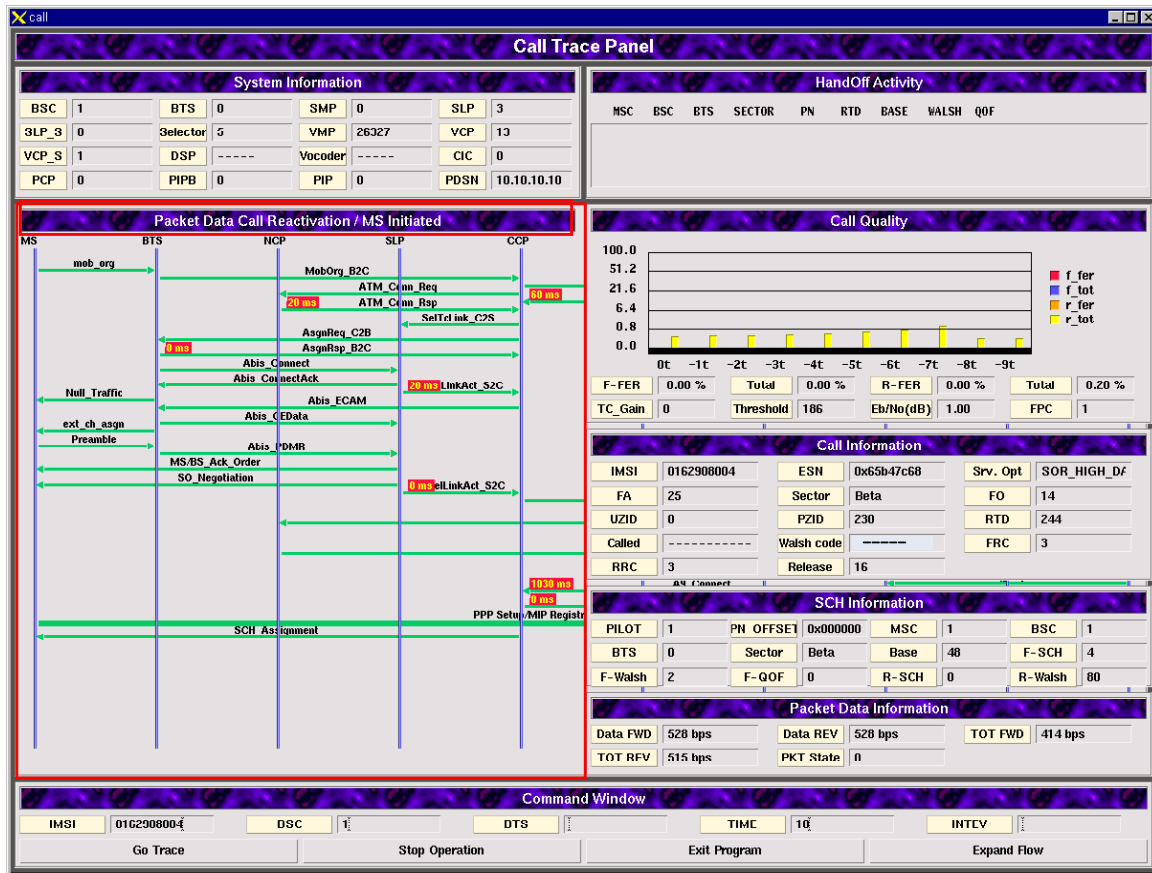 call
Call Trace Panel
System Information
BSC 1 BTS 0 SMP 0 SLP 3
SLP_S 0 Selector 5 VMP 26327 VCP 13
VCP_S 1 DSP ----- Vocoder ----- CIC 0
PCP 0 PIPB 0 PIP 0 PDSN 10.10.10.10
HandOff Activity
MSC BSC BTS SECTOR PN RTD BASE WALSH QOF
Packet Data Call Reactivation / MS Initiated
MS BTS NCP SLP CCP
mob_org
MobOrg_B2C
ATM_Conn_Req
60 ms
20 ms ATM_Conn_Rsp
SelTcLink_C2S
AsgnReq_C2B
0 ms AsgnRsp_B2C
Abis_Connect
Abis_ConnectAck
20 ms LinkAct_S2C
Null_Traffic
Abis_ECAM
Abis_CEData
ext_ch_asgn
Preamble
Abis_PDMR
MS/BS_Ack_Order
SO_Negotiation
0 ms elLinkAct_S2C
1030 ms
0 ms
PPP Setup/MIP Registr
SCH_Assignment
Call Quality
100.0
51.2
21.6
6.4
0.8
0.0
f_fer
f_tot
r_fer
r_tot
0t -1t -2t -3t -4t -5t -6t -7t -8t -9t
F-FER 0.00 % Total 0.00 % R-FER 0.00 % Total 0.20 %
TC_Gain 0 Threshold 186 Eb/No(dB) 1.00 FPC 1
Call Information
IMSI 0162908004 ESN 0x65b47c68 Srv. Opt SOR_HIGH_DA
FA 25 Sector Beta FO 14
UZID 0 PZID 230 RTD 244
Called ----------- Walsh code ----- FRC 3
RRC 3 Release 16
SCH Information
PILOT 1 PN_OFFSET 0x000000 MSC 1 BSC 1
BTS 0 Sector Beta Base 48 F-SCH 4
F-Walsh 2 F-QOF 0 R-SCH 0 R-Walsh 80
Packet Data Information
Data FWD 528 bps Data REV 528 bps TOT FWD 414 bps
TOT REV 515 bps PKT State 0
Command Window
IMSI 0162908004 BSC 1 BTS TIME 10 INTEV
Go Trace Stop Operation Exit Program Expand Flow